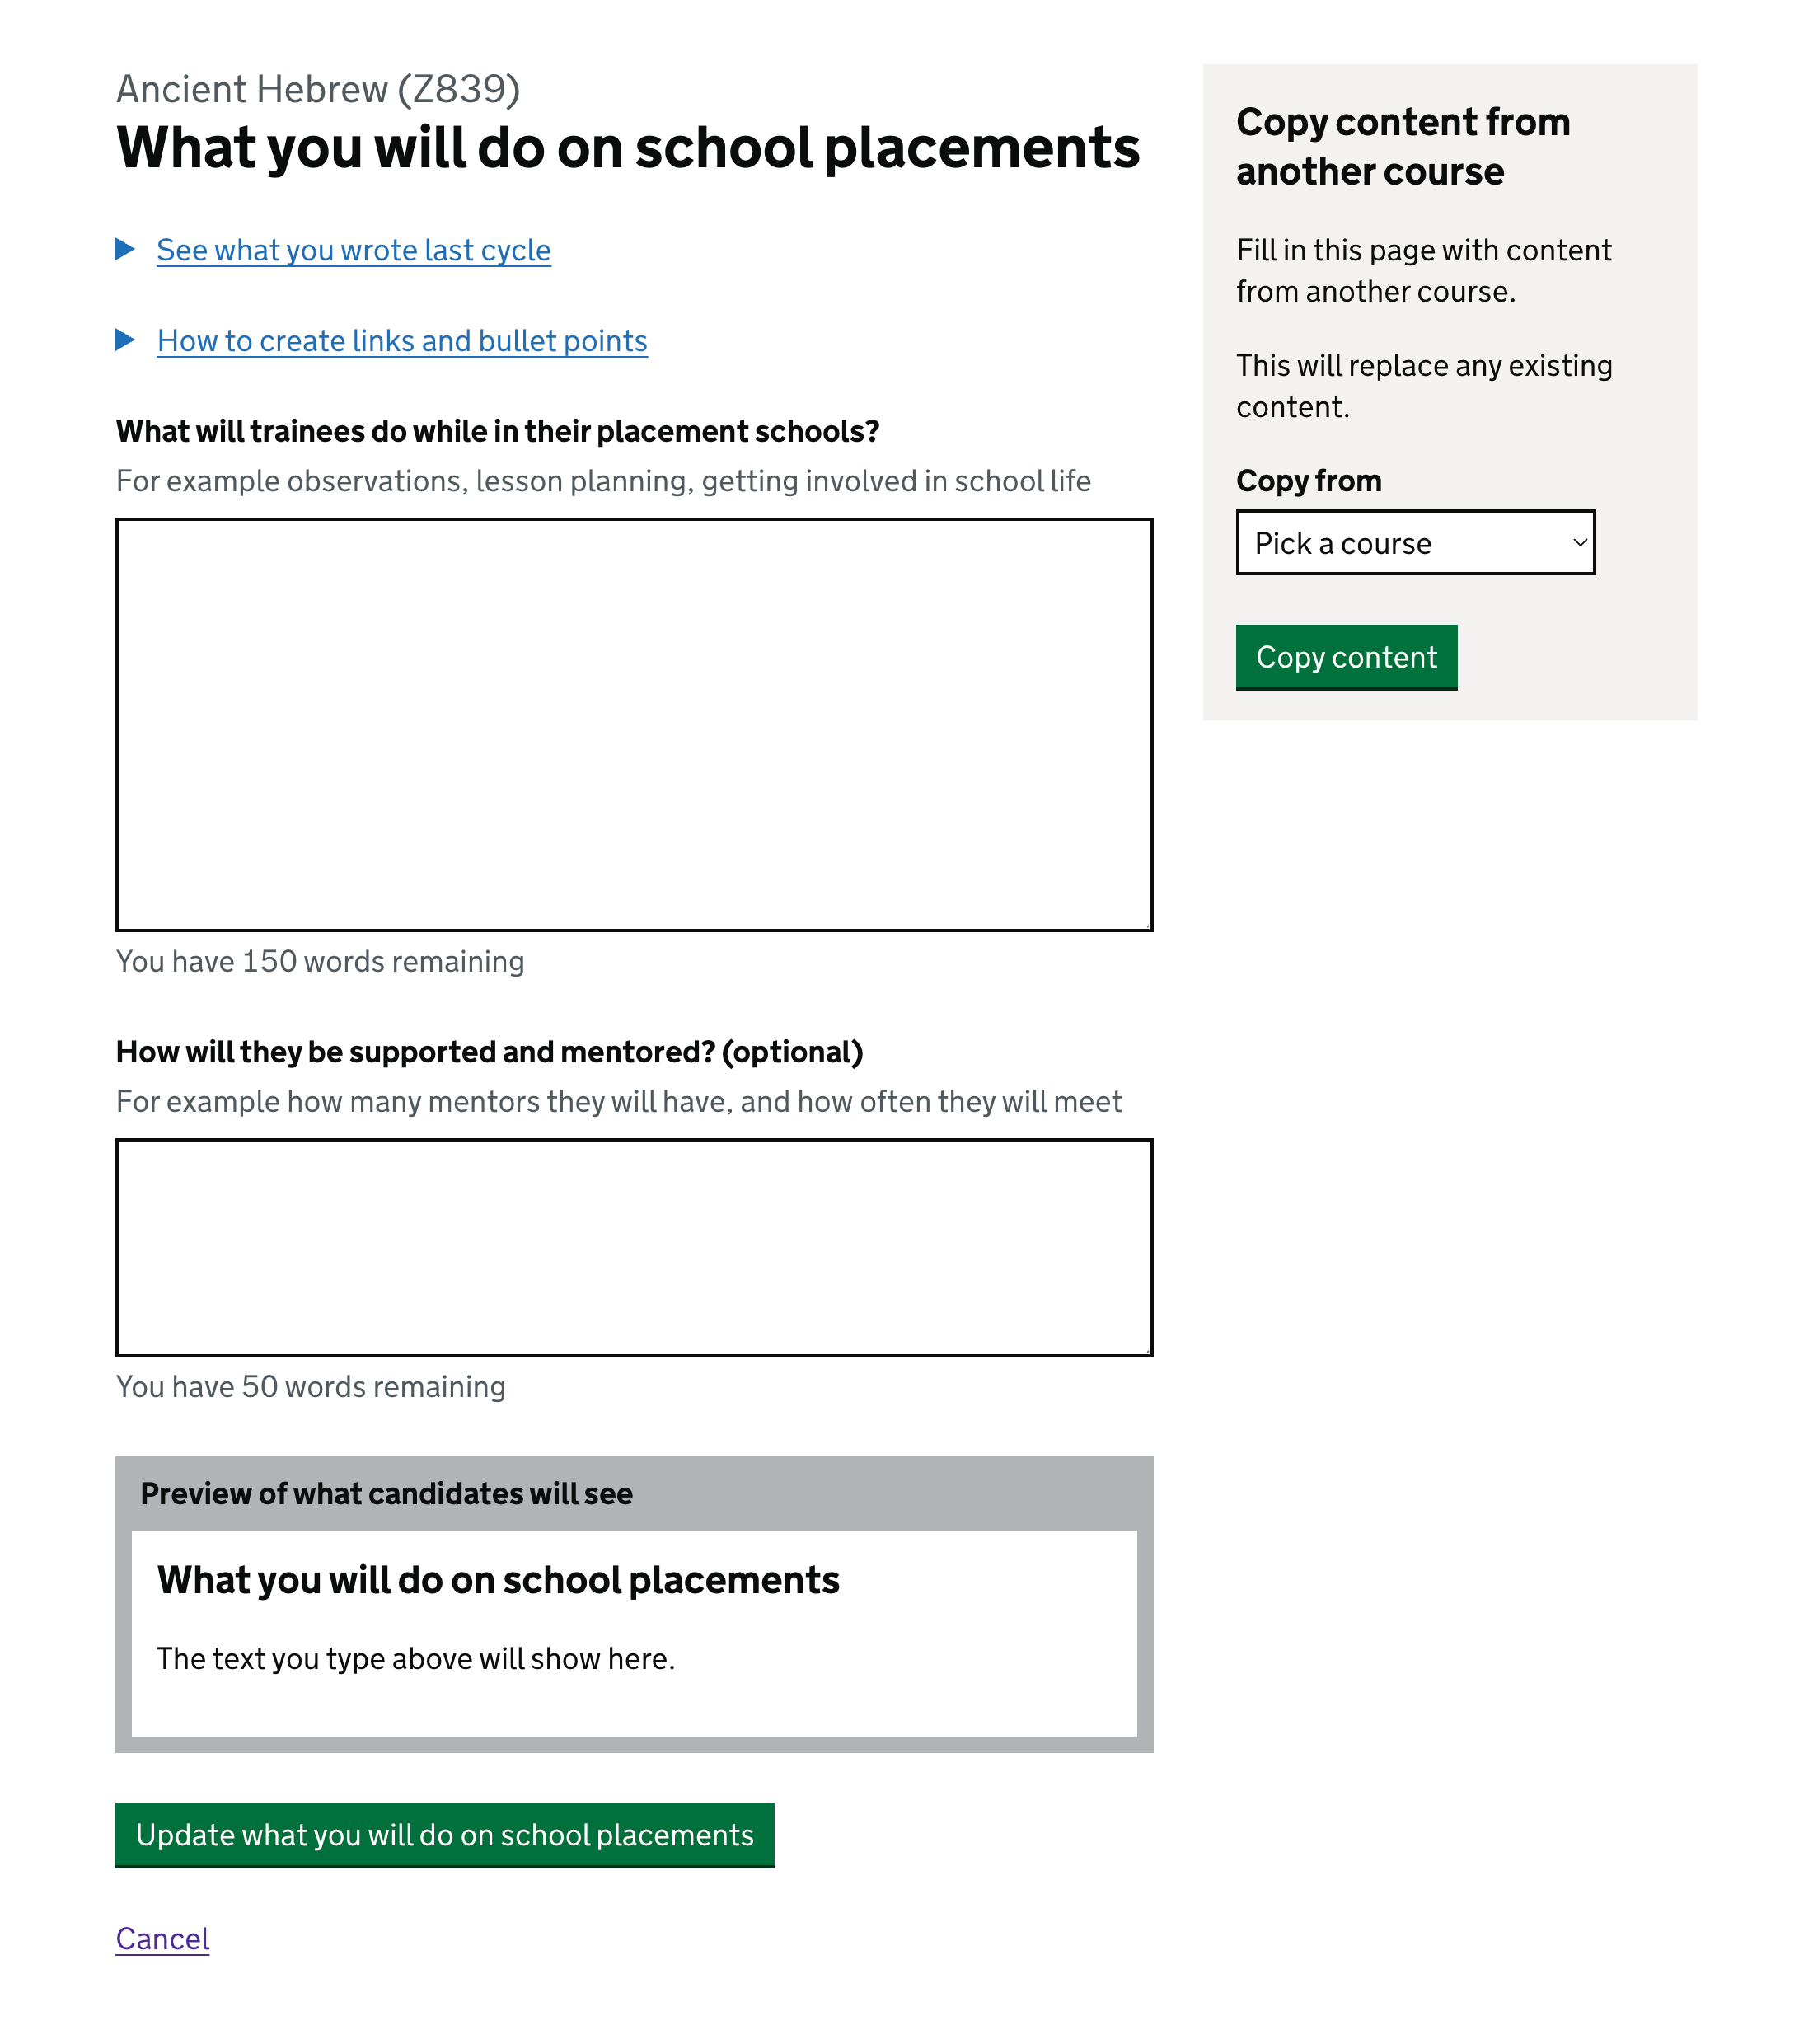 Ancient Hebrew (Z839)
What you will do on school placements
See what you wrote last cycle
How to create links and bullet points
What will trainees do while in their placement schools?
For example observations, lesson planning, getting involved in school life
You have 150 words remaining
How will they be supported and mentored? (optional)
For example how many mentors they will have, and how often they will meet
You have 50 words remaining
Preview of what candidates will see
What you will do on school placements
The text you type above will show here.
Update what you will do on school placements
Cancel
Copy content from
another course
Fill in this page with content
from another course.
This will replace any existing
content.
Copy from
Pick a course
Copy content